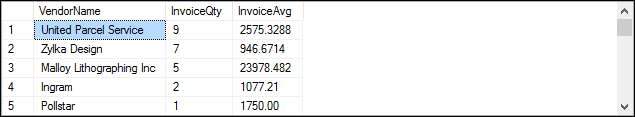 VendorName InvoiceQty InvoiceAvg
1 United Parcel Service 9 2575.3288
2 Zylka Design 7 946.6714
3 Malloy Lithographing Inc 5 23978.482
4 Ingram 2 1077.21
5 Pollstar 1 1750.00